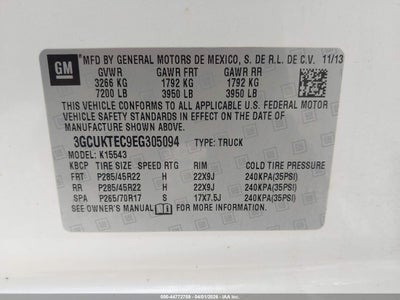 GM
MFD BY GENERAL MOTORS DE MEXICO, S. DE R.L. DE C.V. 11/13
GVWR GAWR FRT GAWR RR
3266 KG 1792 KG 1792 KG
7200 LB 3950 LB 3950 LB
THIS VEHICLE CONFORMS TO ALL APPLICABLE U.S. FEDERAL MOTOR
VEHICLE SAFETY STANDARDS IN EFFECT ON THE DATE OF
MANUFACTURE SHOWN ABOVE.
3GCUKTEC9EG305094 TYPE: TRUCK
MODEL: K15543
KBCP TIRE SIZE SPEED RTG RIM COLD TIRE PRESSURE
FRT P285/45R22 H 22X9J 240KPA(35PSI)
RR P285/45R22 H 22X9J 240KPA(35PSI)
SPA P265/70R17 S 17X7.5J 240KPA(35PSI)
SEE OWNER'S MANUAL FOR MORE INFORMATION.
04/01/2026